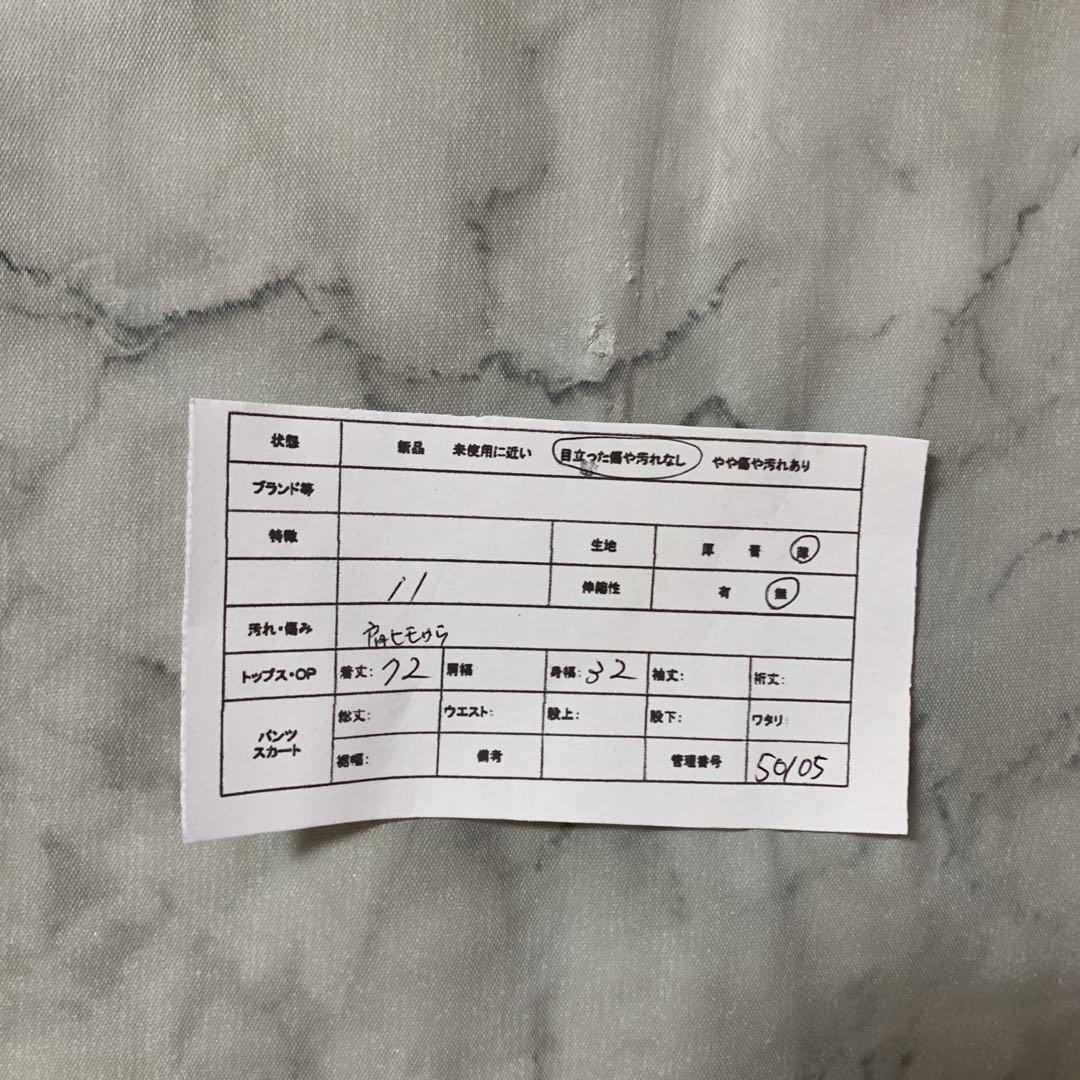 状態 新品 未使用に近い 目立った傷や汚れなし やや傷や汚れあり
ブランド等
特徴 生地 厚 普 薄
11 伸縮性 有 無
汚れ・傷み 肩ヒモから
トップス・OP 着丈:72 肩幅 身幅:32 袖丈: 裄丈:
パンツ スカート 総丈: ウエスト: 股上: 股下: ワタリ:
裾幅: 備考 管理番号 50105